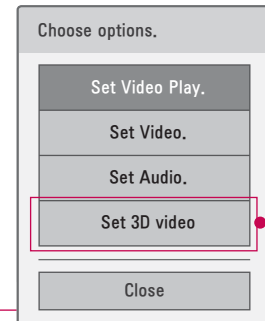 Choose options.
Set Video Play.
Set Video.
Set Audio.
Set 3D video
Close